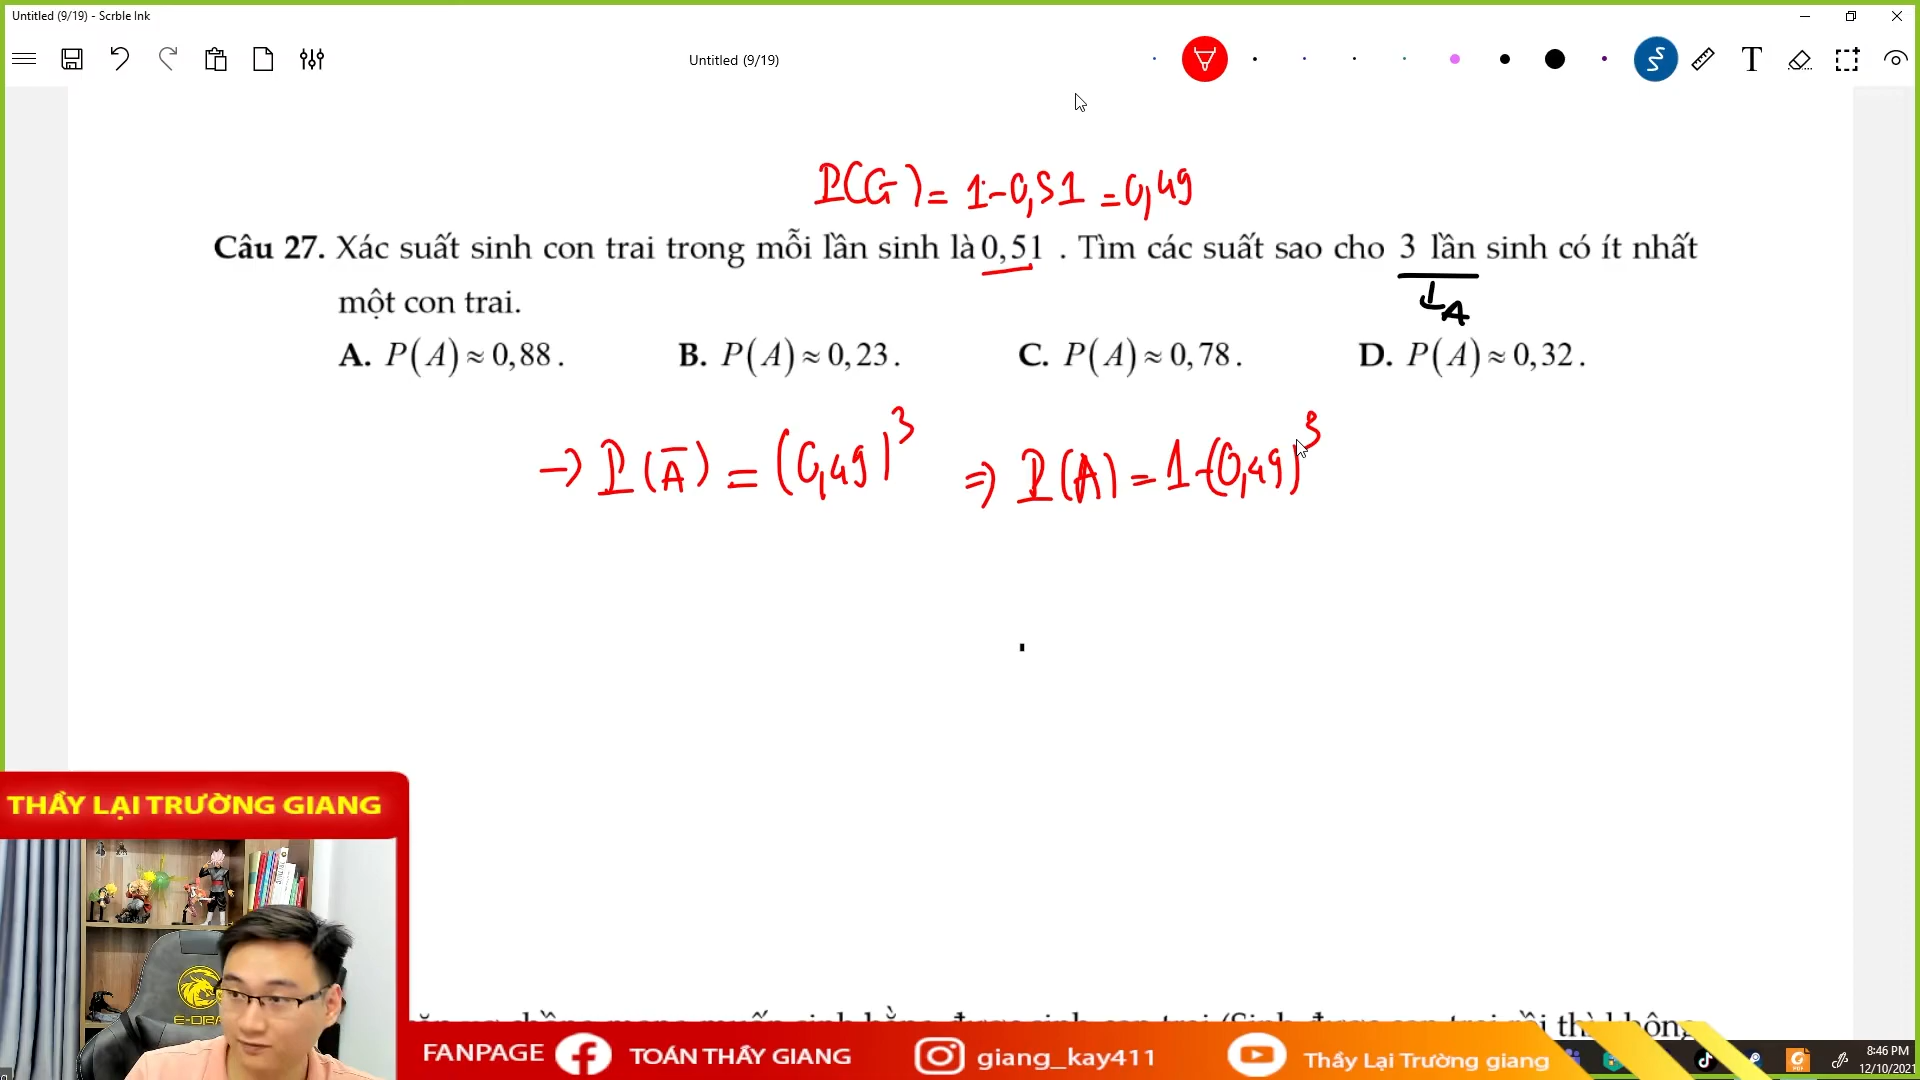 Untitled (9/19) - Scrble Ink
Untitled (9/19)
P(G) = 1-0,51 = 0,49
Câu 27. Xác suất sinh con trai trong mỗi lần sinh là 0,51 . Tìm các suất sao cho 3 lần sinh có ít nhất
một con trai.
A
A. P(A) ≈ 0,88. B. P(A) ≈ 0,23. C. P(A) ≈ 0,78. D. P(A) ≈ 0,32.
→ P(Ā) = (0,49)³ ⇒ P(A) = 1-(0,49)³
THẦY LẠI TRƯỜNG GIANG
E-DRA
FANPAGE TOÁN THẦY GIANG giang_kay411 Thầy Lại Trường giang
8:46 PM
12/10/2021